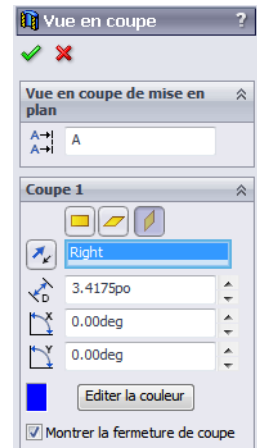 Vue en coupe ?
Vue en coupe de mise en
plan
A
A
A
Coupe 1
Right
D
3.4175po
X
0.00deg
Y
0.00deg
Editer la couleur
Montrer la fermeture de coupe